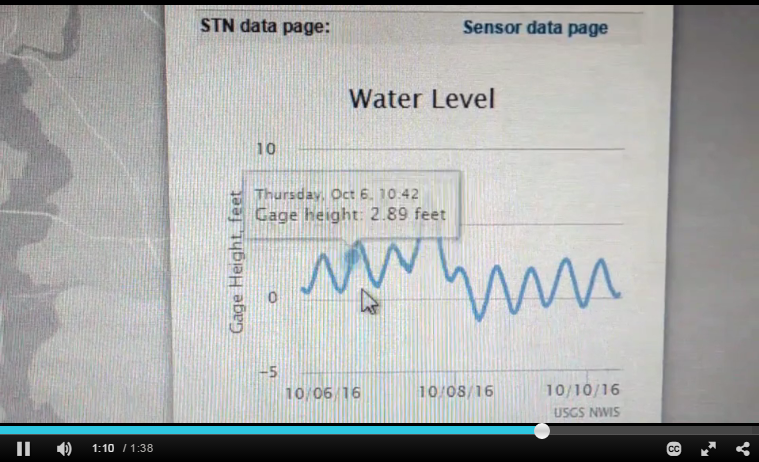 STN data page: Sensor data page
Water Level
10
Thursday, Oct 6, 10:42
Gage height: 2.89 feet
Gage Height, feet
0
-5
10/06/16 10/08/16 10/10/16
USGS NWIS
1:10 / 1:38
CC